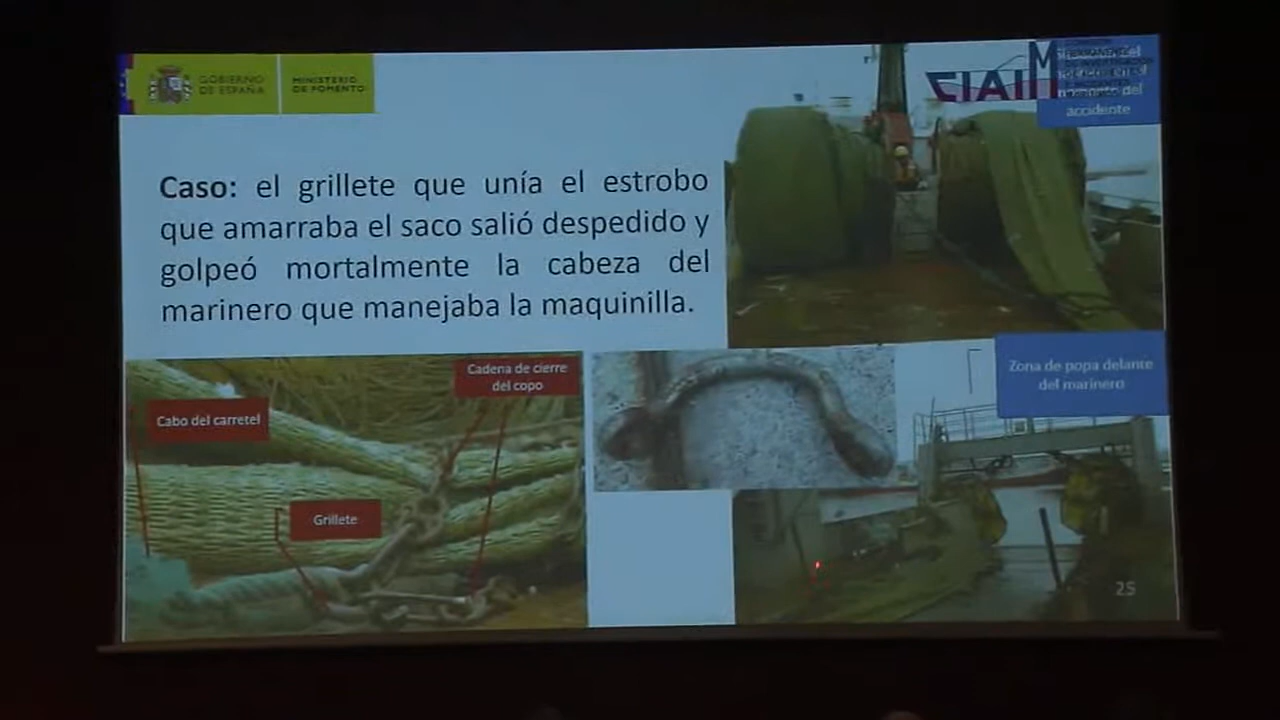 GOBIERNO
DE ESPAÑA
MINISTERIO
DE FOMENTO
CIAIM
accidente
Caso: el grillete que unía el estrobo
que amarraba el saco salió despedido y
golpeó mortalmente la cabeza del
marinero que manejaba la maquinilla.
Cadena de cierre
del copo
Cabo del carretel
Grillete
Zona de popa delante
del marinero
25